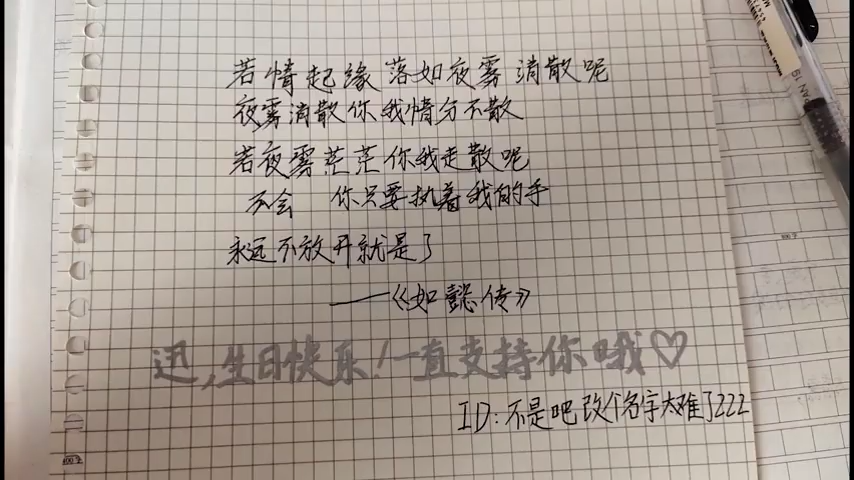 若情起缘落如夜雾消散呢
夜雾消散你我情分不散
若夜雾茫茫你我走散呢
不会 你只要执着我的手
永远不放开就是了
——《如懿传》
迅,生日快乐!一直支持你哦♡
ID:不是吧改个名字太难了222